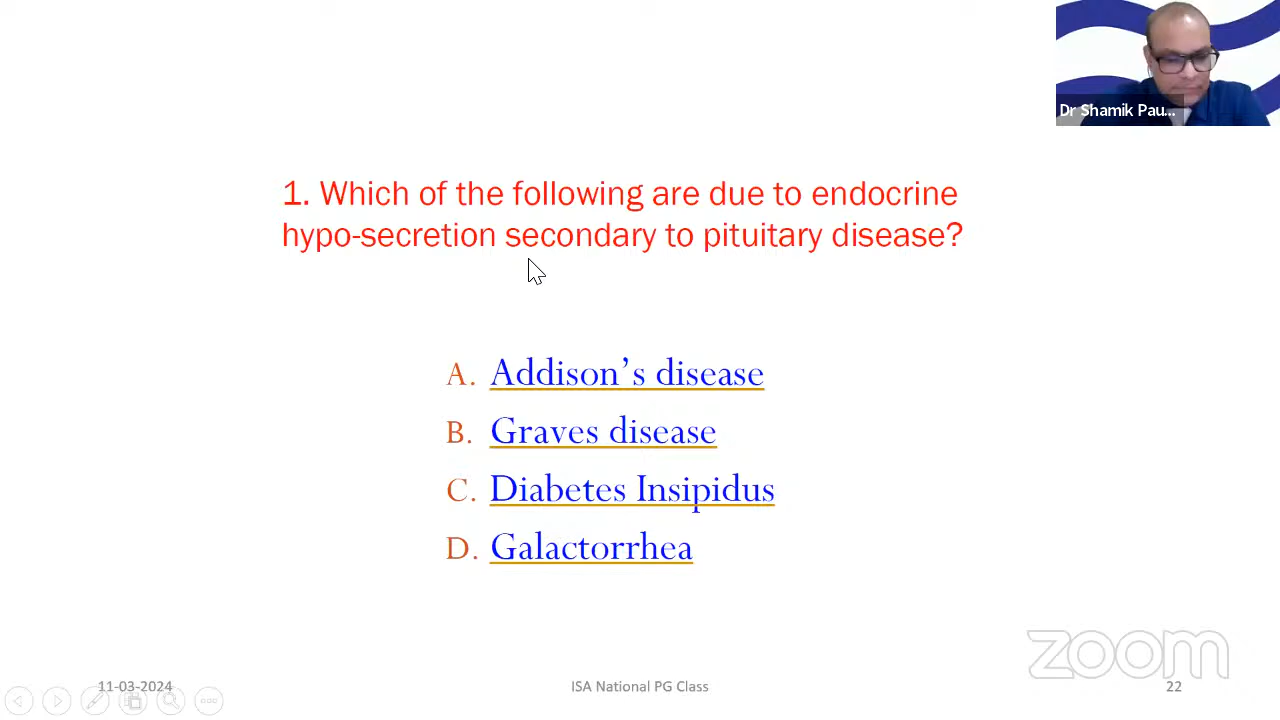 Dr Shamik Pau...
1. Which of the following are due to endocrine
hypo-secretion secondary to pituitary disease?
A. Addison’s disease
B. Graves disease
C. Diabetes Insipidus
D. Galactorrhea
zoom
11-03-2024
ISA National PG Class
22